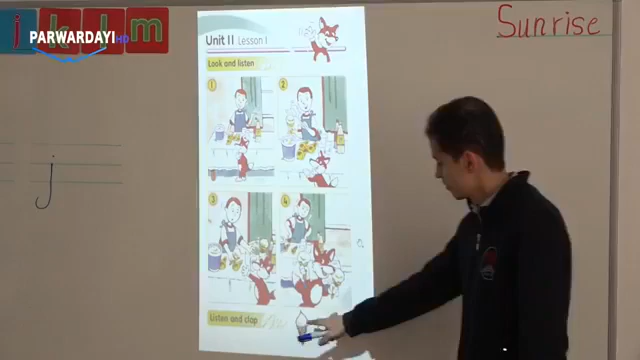 j k l m
PARWARDAYI HD
Sunrise
Unit 11 Lesson 1
Look and listen
1
2
3
4
Listen and clap
j